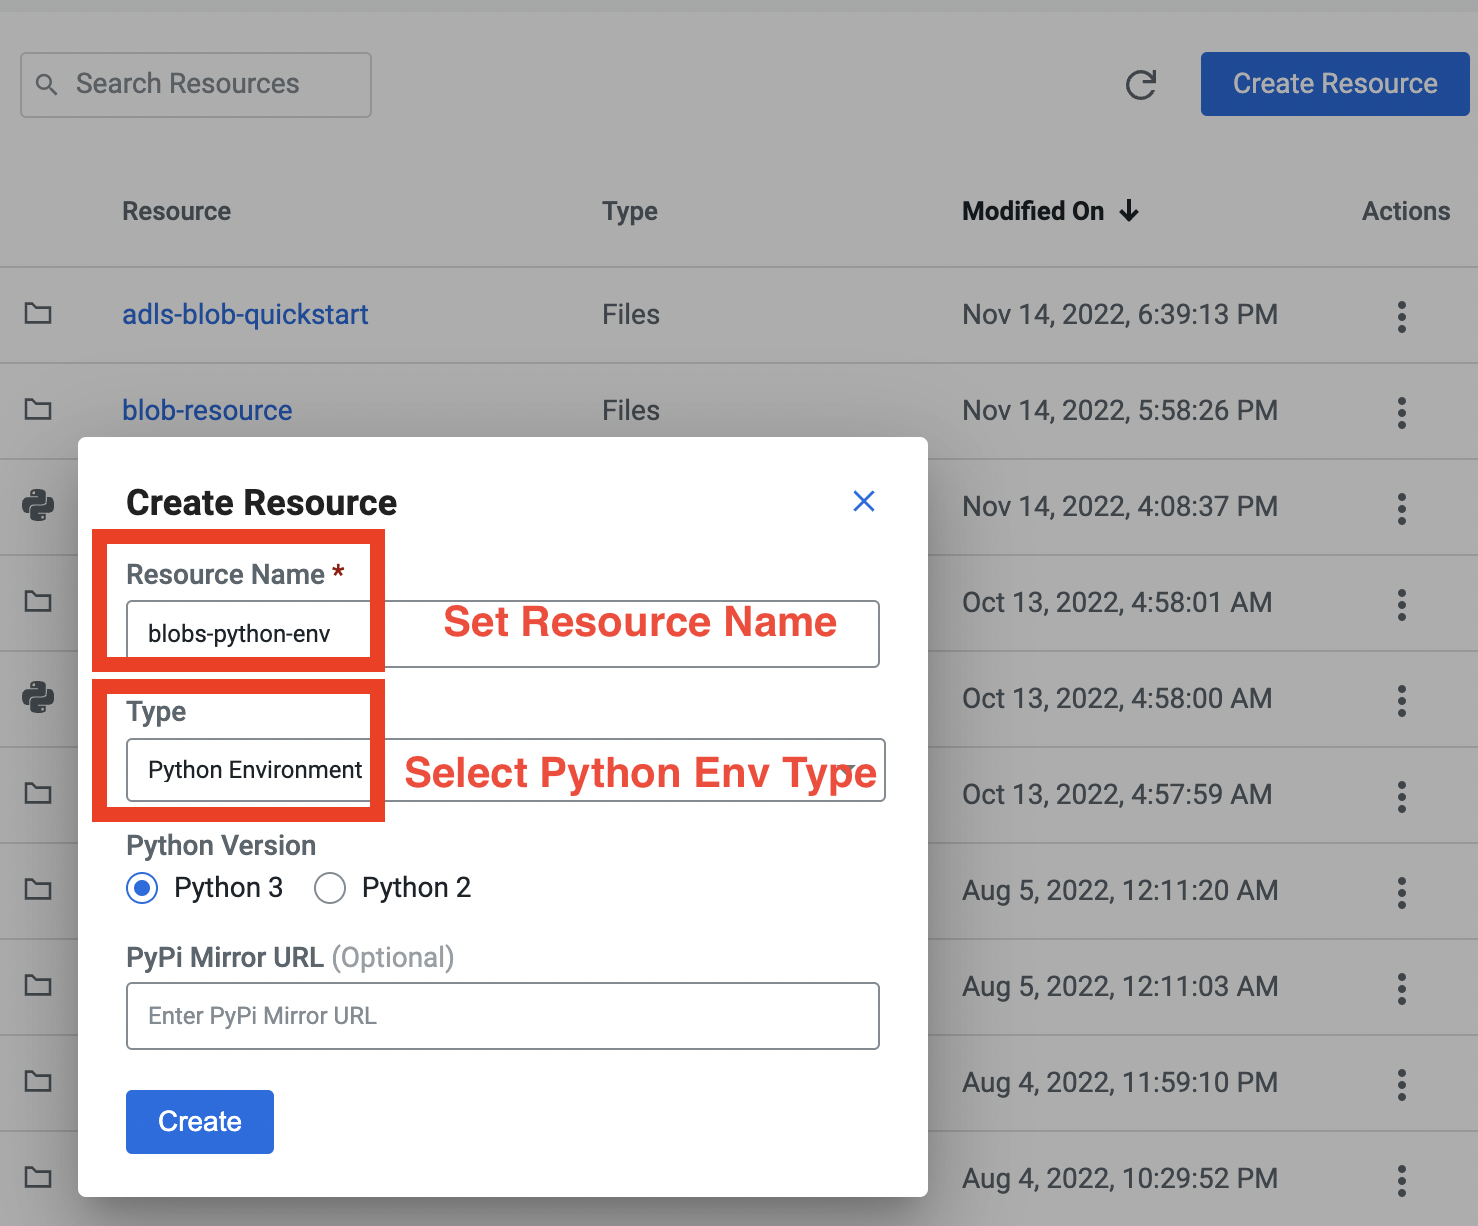 Search Resources
Create Resource
Resource Type Modified On Actions
adls-blob-quickstart Files Nov 14, 2022, 6:39:13 PM
blob-resource Files Nov 14, 2022, 5:58:26 PM
Nov 14, 2022, 4:08:37 PM
Oct 13, 2022, 4:58:01 AM
Oct 13, 2022, 4:58:00 AM
Oct 13, 2022, 4:57:59 AM
Aug 5, 2022, 12:11:20 AM
Aug 5, 2022, 12:11:03 AM
Aug 4, 2022, 11:59:10 PM
Aug 4, 2022, 10:29:52 PM
Create Resource
Resource Name *
blobs-python-env
Set Resource Name
Type
Python Environment
Select Python Env Type
Python Version
Python 3 Python 2
PyPi Mirror URL (Optional)
Enter PyPi Mirror URL
Create